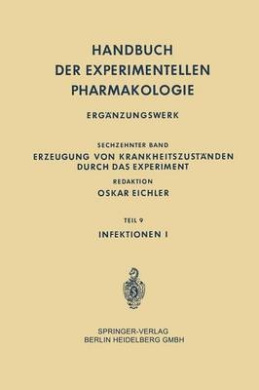 HANDBUCH
DER EXPERIMENTELLEN
PHARMAKOLOGIE
ERGÄNZUNGSWERK
SECHZEHNTER BAND
ERZEUGUNG VON KRANKHEITSZUSTÄNDEN
DURCH DAS EXPERIMENT
REDAKTION
OSKAR EICHLER
TEIL 9
INFEKTIONEN I
SPRINGER-VERLAG
BERLIN HEIDELBERG GMBH